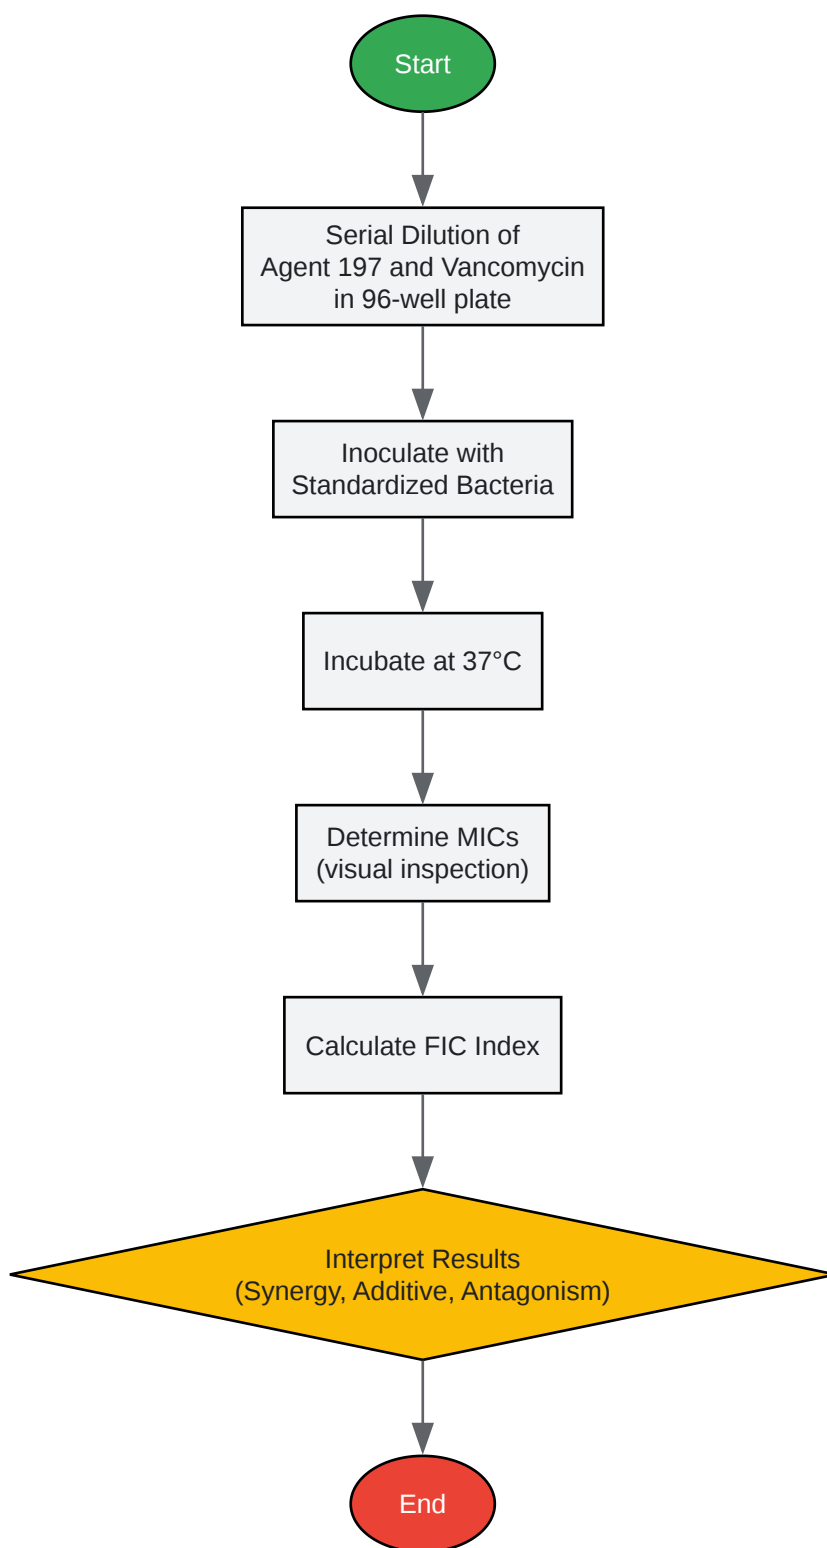 Start
Serial Dilution of
Agent 197 and Vancomycin
in 96-well plate
Inoculate with
Standardized Bacteria
Incubate at 37°C
Determine MICs
(visual inspection)
Calculate FIC Index
Interpret Results
(Synergy, Additive, Antagonism)
End